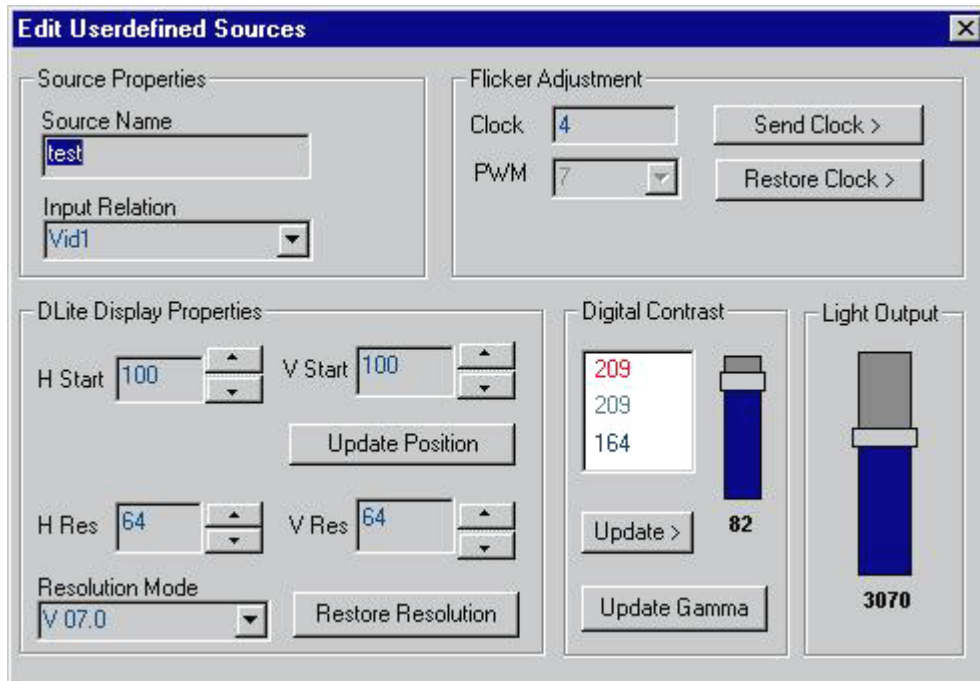 Edit Userdefined Sources
Source Properties
Source Name
test
Input Relation
Vid1
Flicker Adjustment
Clock 4 Send Clock >
PWM 7 Restore Clock >
DLite Display Properties
H Start 100 V Start 100
Update Position
H Res 64 V Res 64
Resolution Mode
V 07.0 Restore Resolution
Digital Contrast
209
209
164
82
Update >
Update Gamma
Light Output
3070